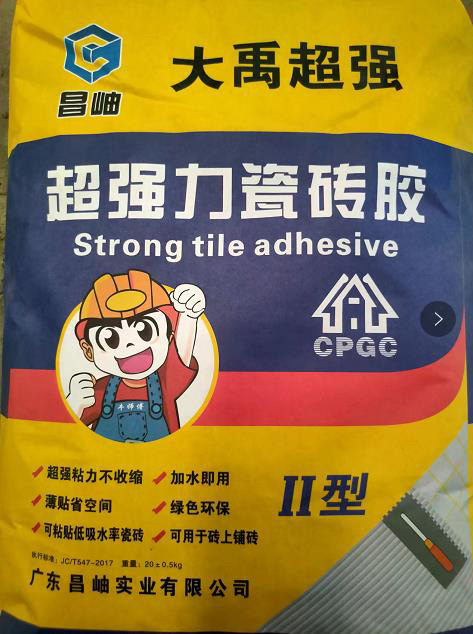 昌岫
大禹超强
超强力瓷砖胶
Strong tile adhesive
CPGC
牛师傅
超强粘力不收缩 加水即用
薄贴省空间 绿色环保
可粘贴低吸水率瓷砖 可用于砖上铺砖
II型
执行标准：JC/T547-2017 重量：20±0.5kg
广东昌岫实业有限公司